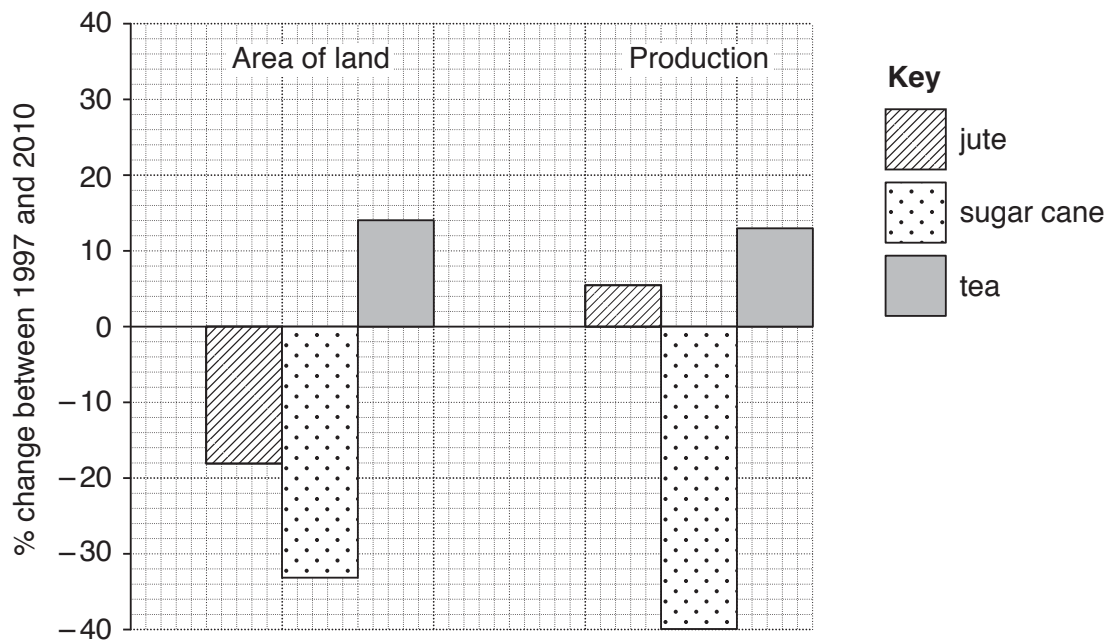 % change between 1997 and 2010
40
30
20
10
0
–10
–20
–30
–40
Area of land
Production
Key
jute
sugar cane
tea